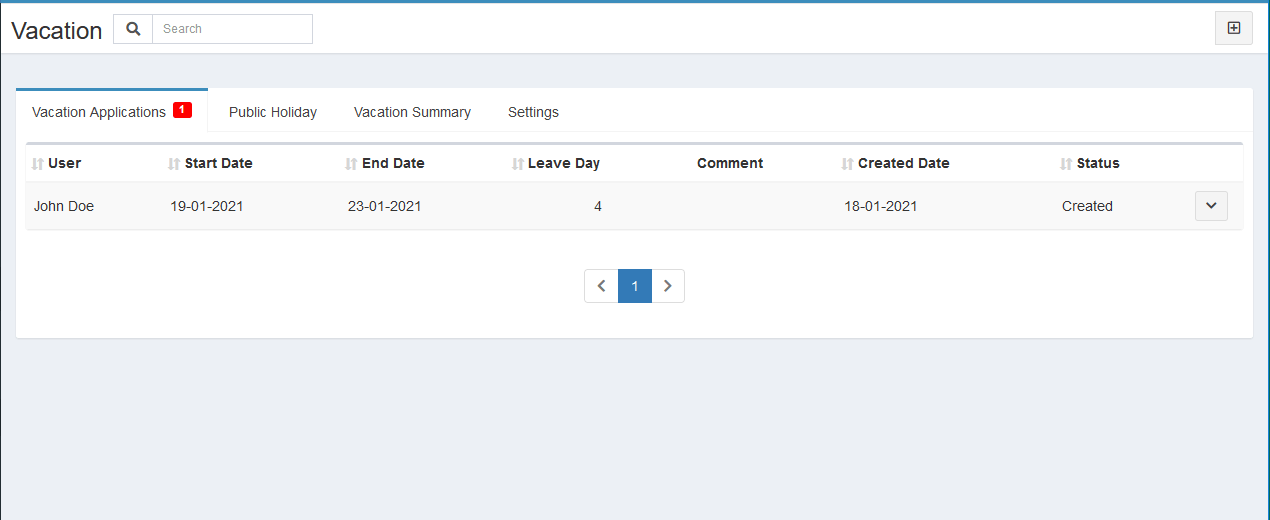 Vacation Search
Vacation Applications 1 Public Holiday Vacation Summary Settings
User Start Date End Date Leave Day Comment Created Date Status
John Doe 19-01-2021 23-01-2021 4 18-01-2021 Created
1